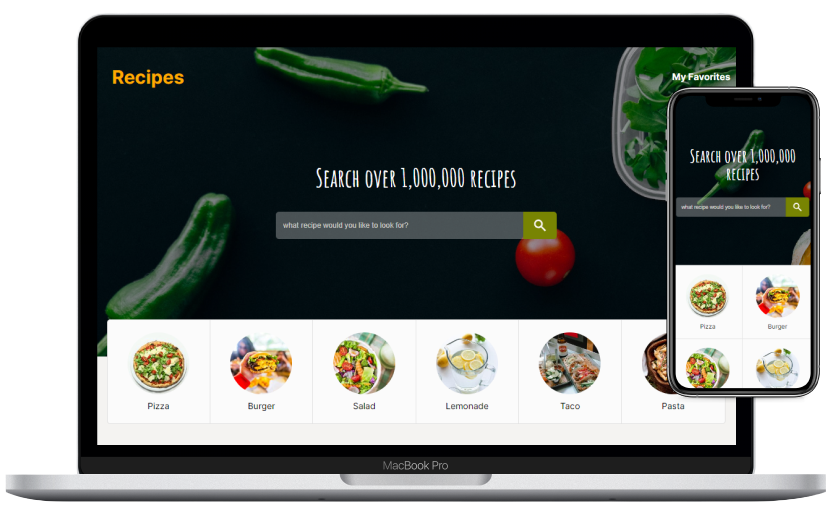 Recipes
My Favorites
Search over 1,000,000 recipes
what recipe would you like to look for?
Pizza
Burger
Salad
Lemonade
Taco
Pasta
MacBook Pro
Search over 1,000,000
recipes
what recipe would you like to look for?
Pizza
Burger